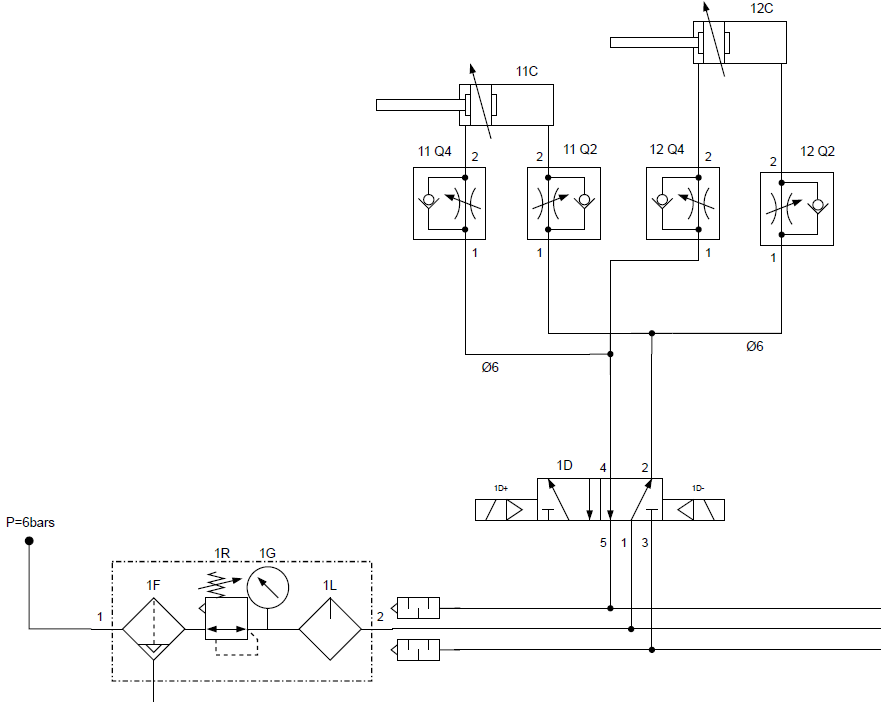 12C
11C
11 Q4
2
2
11 Q2
12 Q4
2
2
12 Q2
1
1
1
1
Ø6
Ø6
1D
4
2
1D+
1D-
P=6bars
5
1
3
1R
1G
1F
1L
1
2